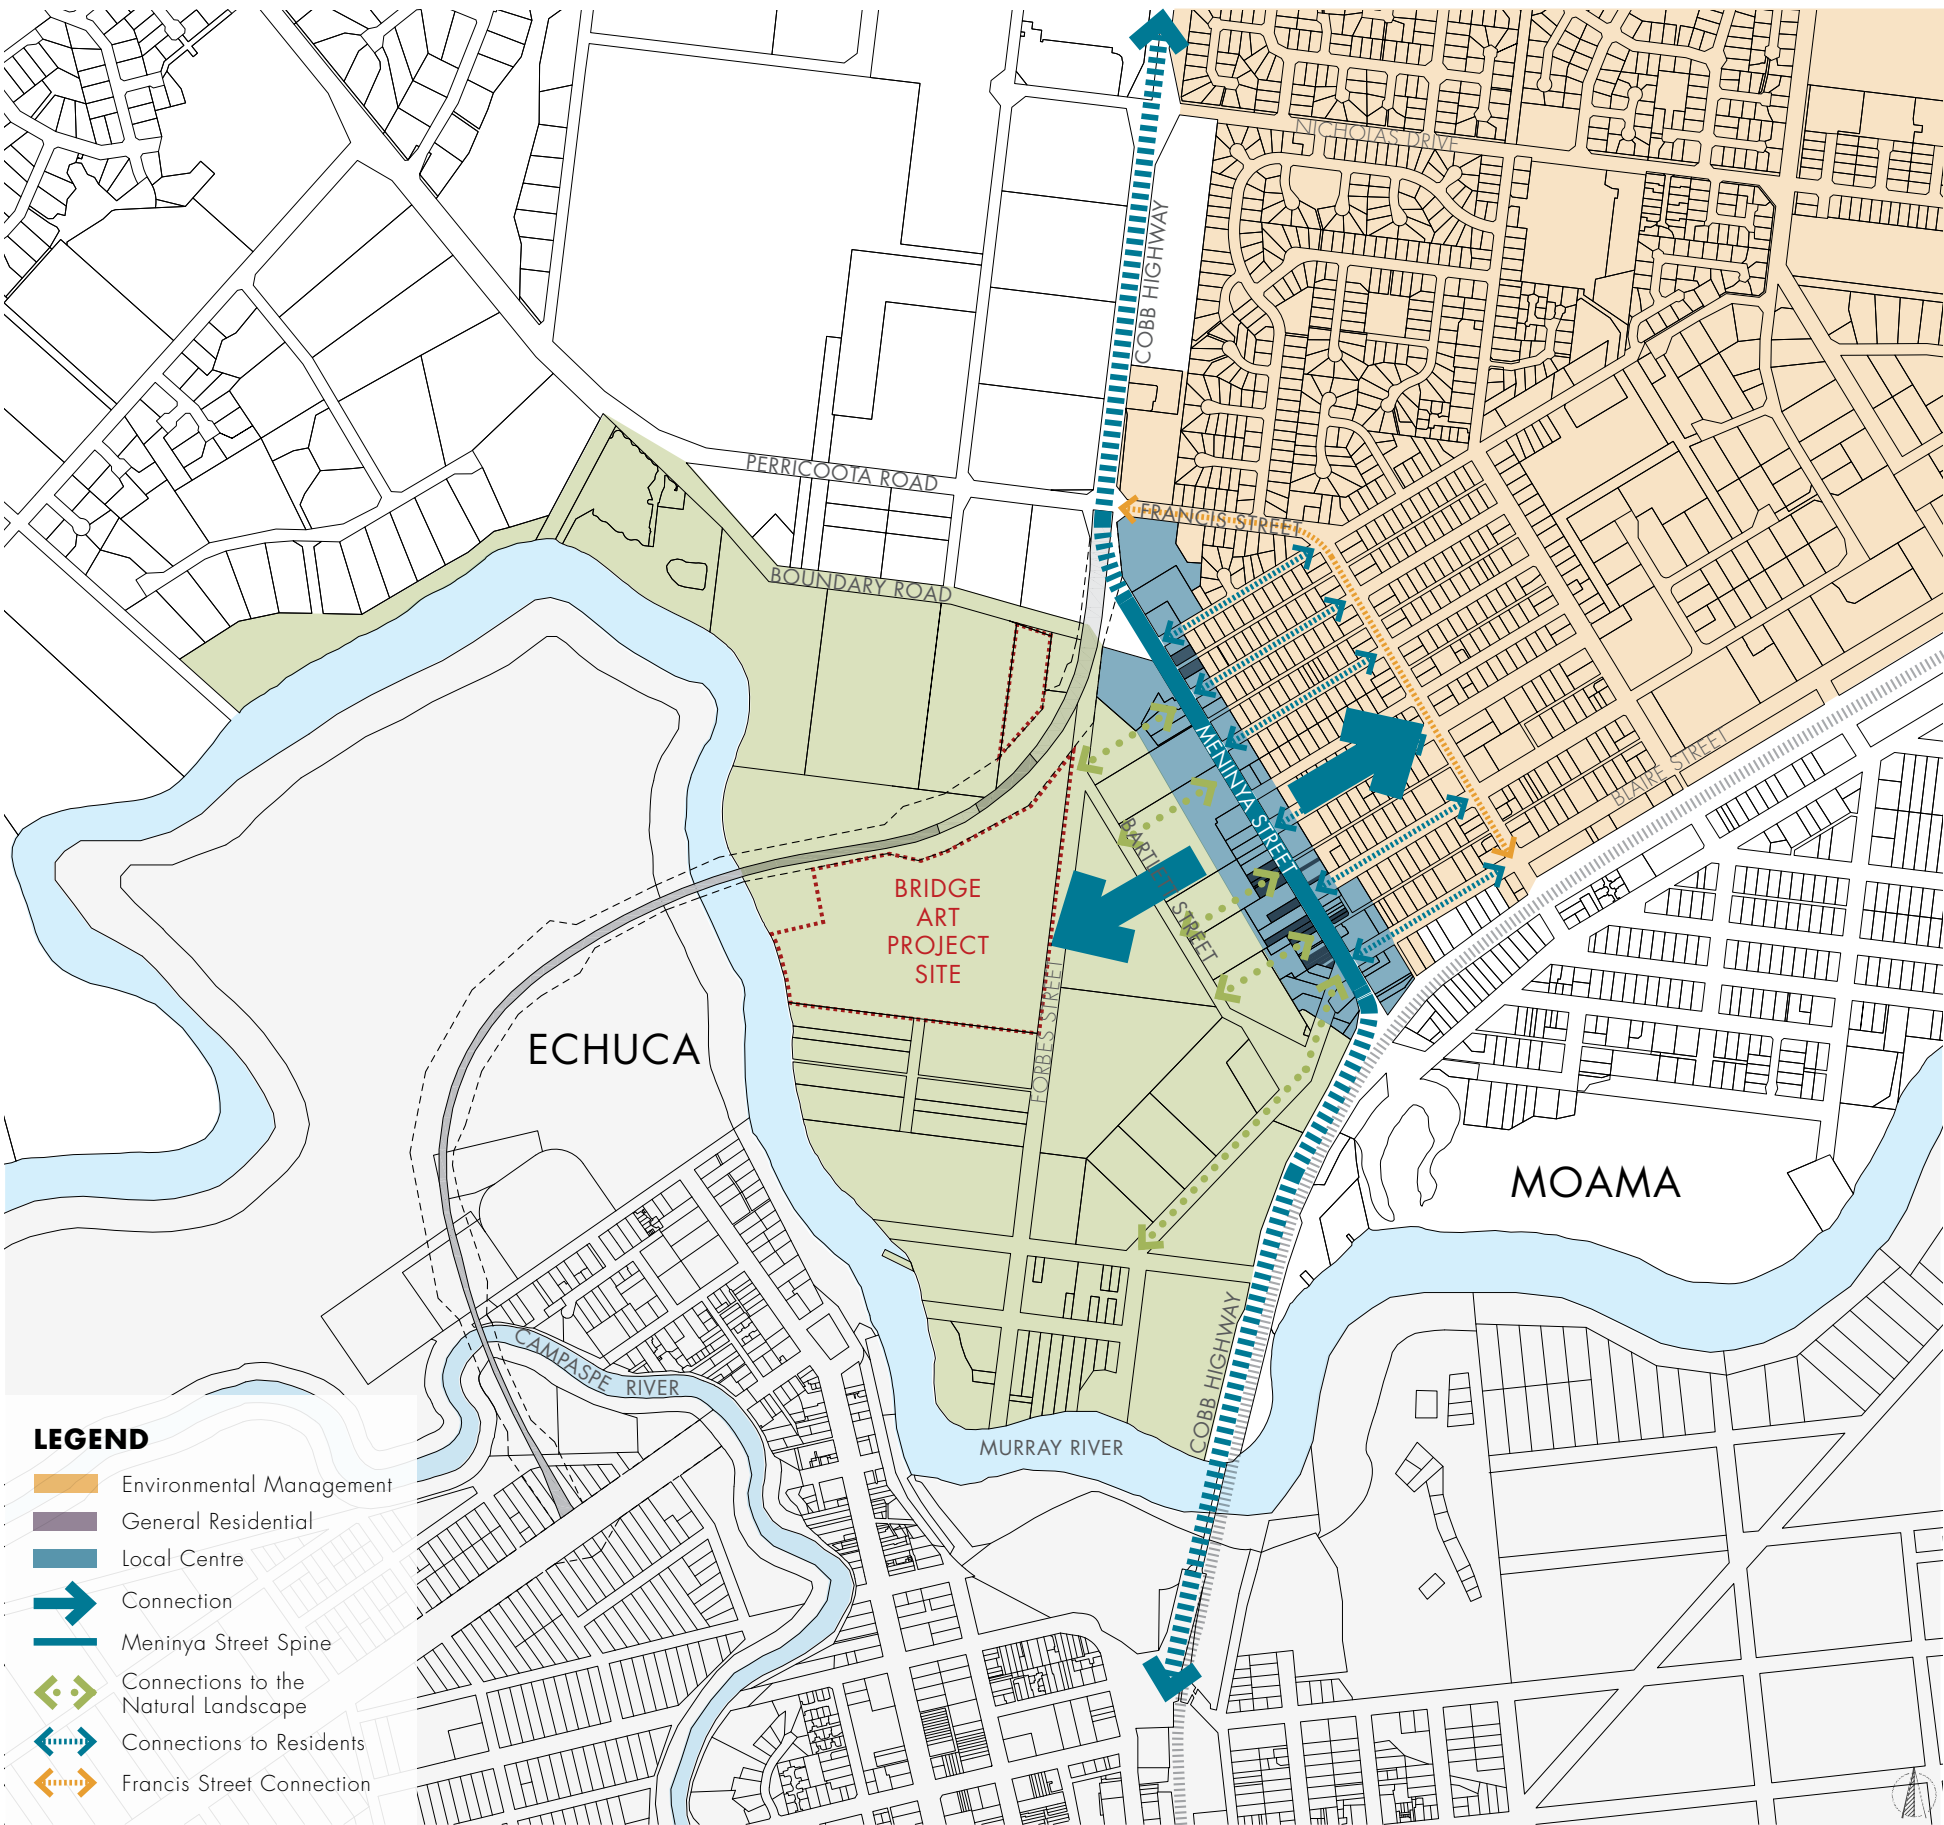 NICHOLAS DRIVE
COBB HIGHWAY
PERRICOOTA ROAD
FRANCIS STREET
BOUNDARY ROAD
MENINYA STREET
BLAIRE STREET
BARTLETT STREET
BRIDGE
ART
PROJECT
SITE
FORBES STREET
ECHUCA
MOAMA
COBB HIGHWAY
CAMPASPE RIVER
MURRAY RIVER
LEGEND
Environmental Management
General Residential
Local Centre
Connection
Meninya Street Spine
Connections to the
Natural Landscape
Connections to Residents
Francis Street Connection